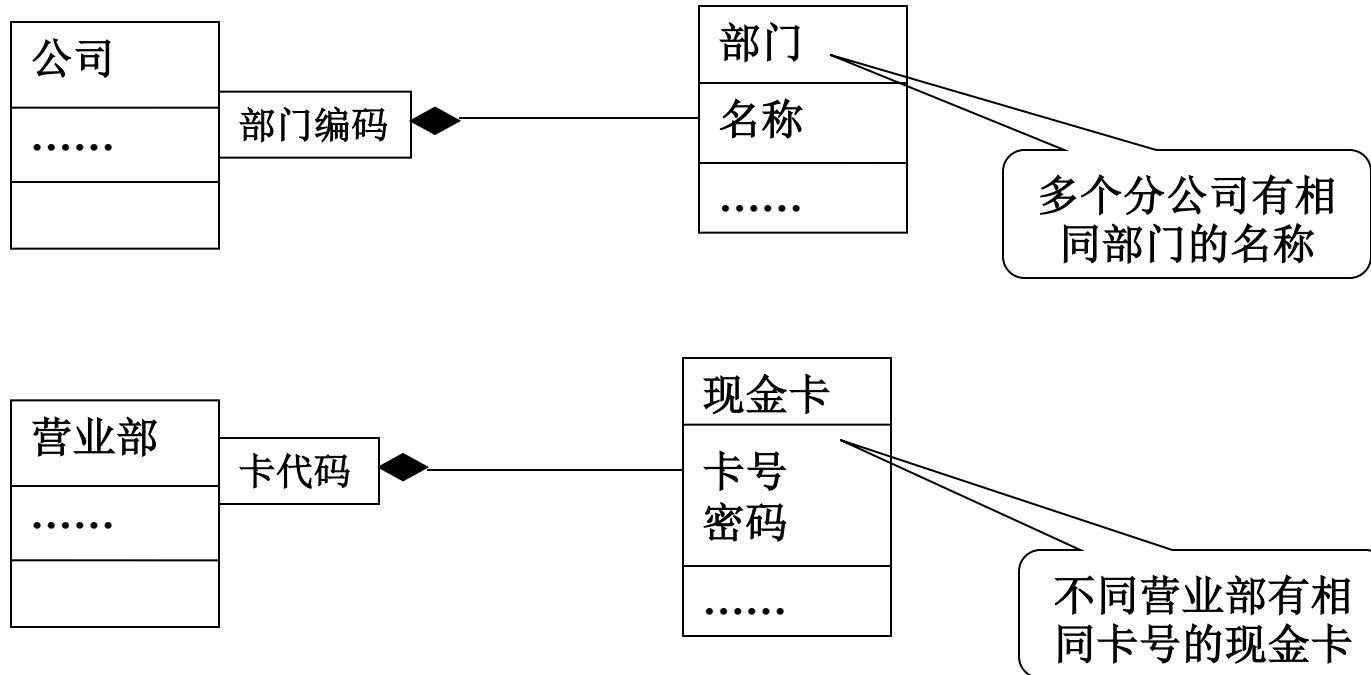 公司
……
部门编码
部门
名称
……
多个分公司有相
同部门的名称
营业部
……
卡代码
现金卡
卡号
密码
……
不同营业部有相
同卡号的现金卡